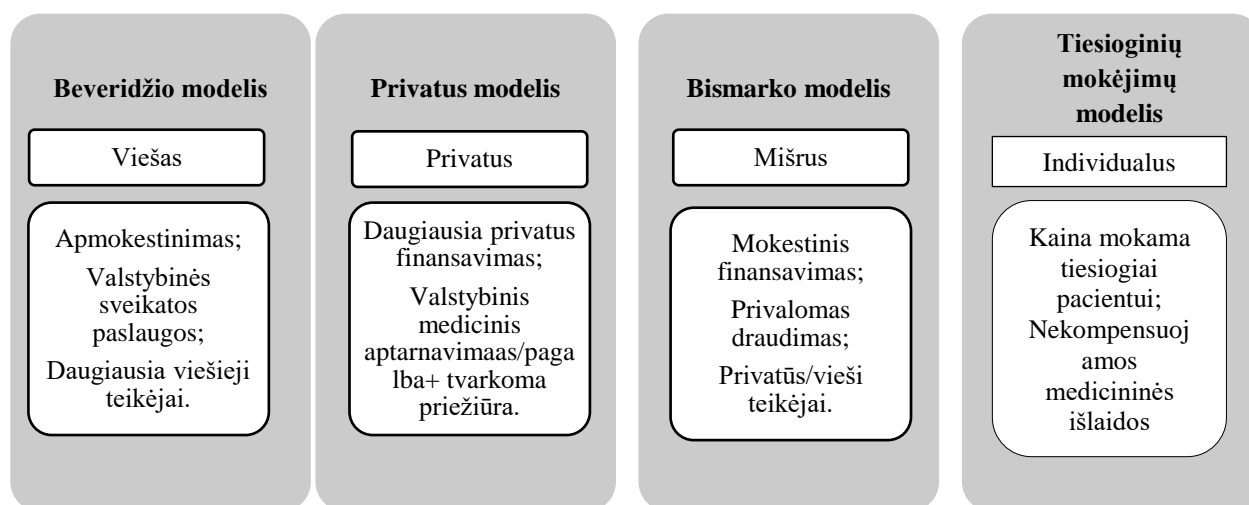 Beveridžio modelis
Viešas
Apmokestinimas;
Valstybinės
sveikatos
paslaugos;
Daugiausia viešieji
teikėjai.
Privatus modelis
Privatus
Daugiausia privatus
finansavimas;
Valstybinis
medicinis
aptarnavimaas/paga
lba+ tvarkoma
priežiūra.
Bismarko modelis
Mišrus
Mokestinis
finansavimas;
Privalomas
draudimas;
Privatūs/vieši
teikėjai.
Tiesioginių
mokėjimų
modelis
Individualus
Kaina mokama
tiesiogiai
pacientui;
Nekompensuoj
amos
medicininės
išlaidos